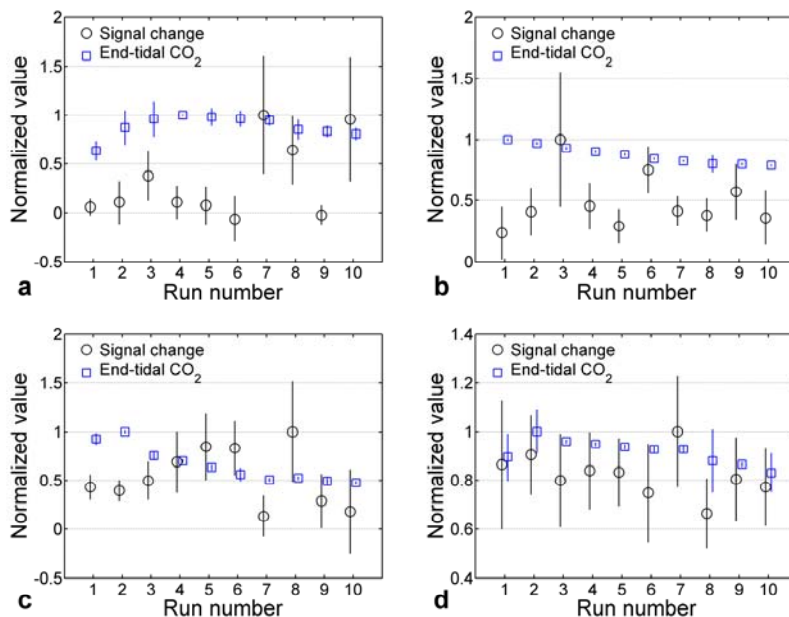 2
Signal change
End-tidal CO2
1.5
1
0.5
0
-0.5
Normalized value
1 2 3 4 5 6 7 8 9 10
Run number
a
1.5
Signal change
End-tidal CO2
1
0.5
0
Normalized value
1 2 3 4 5 6 7 8 9 10
Run number
b
2
Signal change
End-tidal CO2
1.5
1
0.5
0
-0.5
Normalized value
1 2 3 4 5 6 7 8 9 10
Run number
c
1.4
Signal change
End-tidal CO2
1.2
1
0.8
0.6
0.4
Normalized value
1 2 3 4 5 6 7 8 9 10
Run number
d